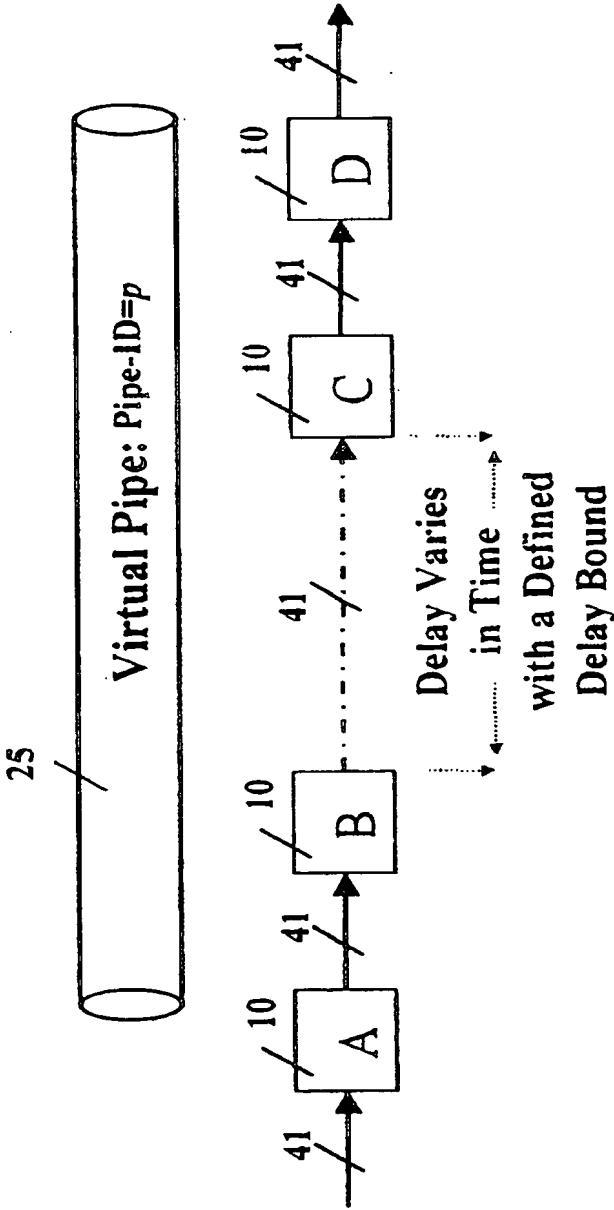 25
Virtual Pipe: Pipe-ID=p
41
10
A
41
10
B
41
10
C
41
10
D
41
Delay Varies
in Time
with a Defined
Delay Bound